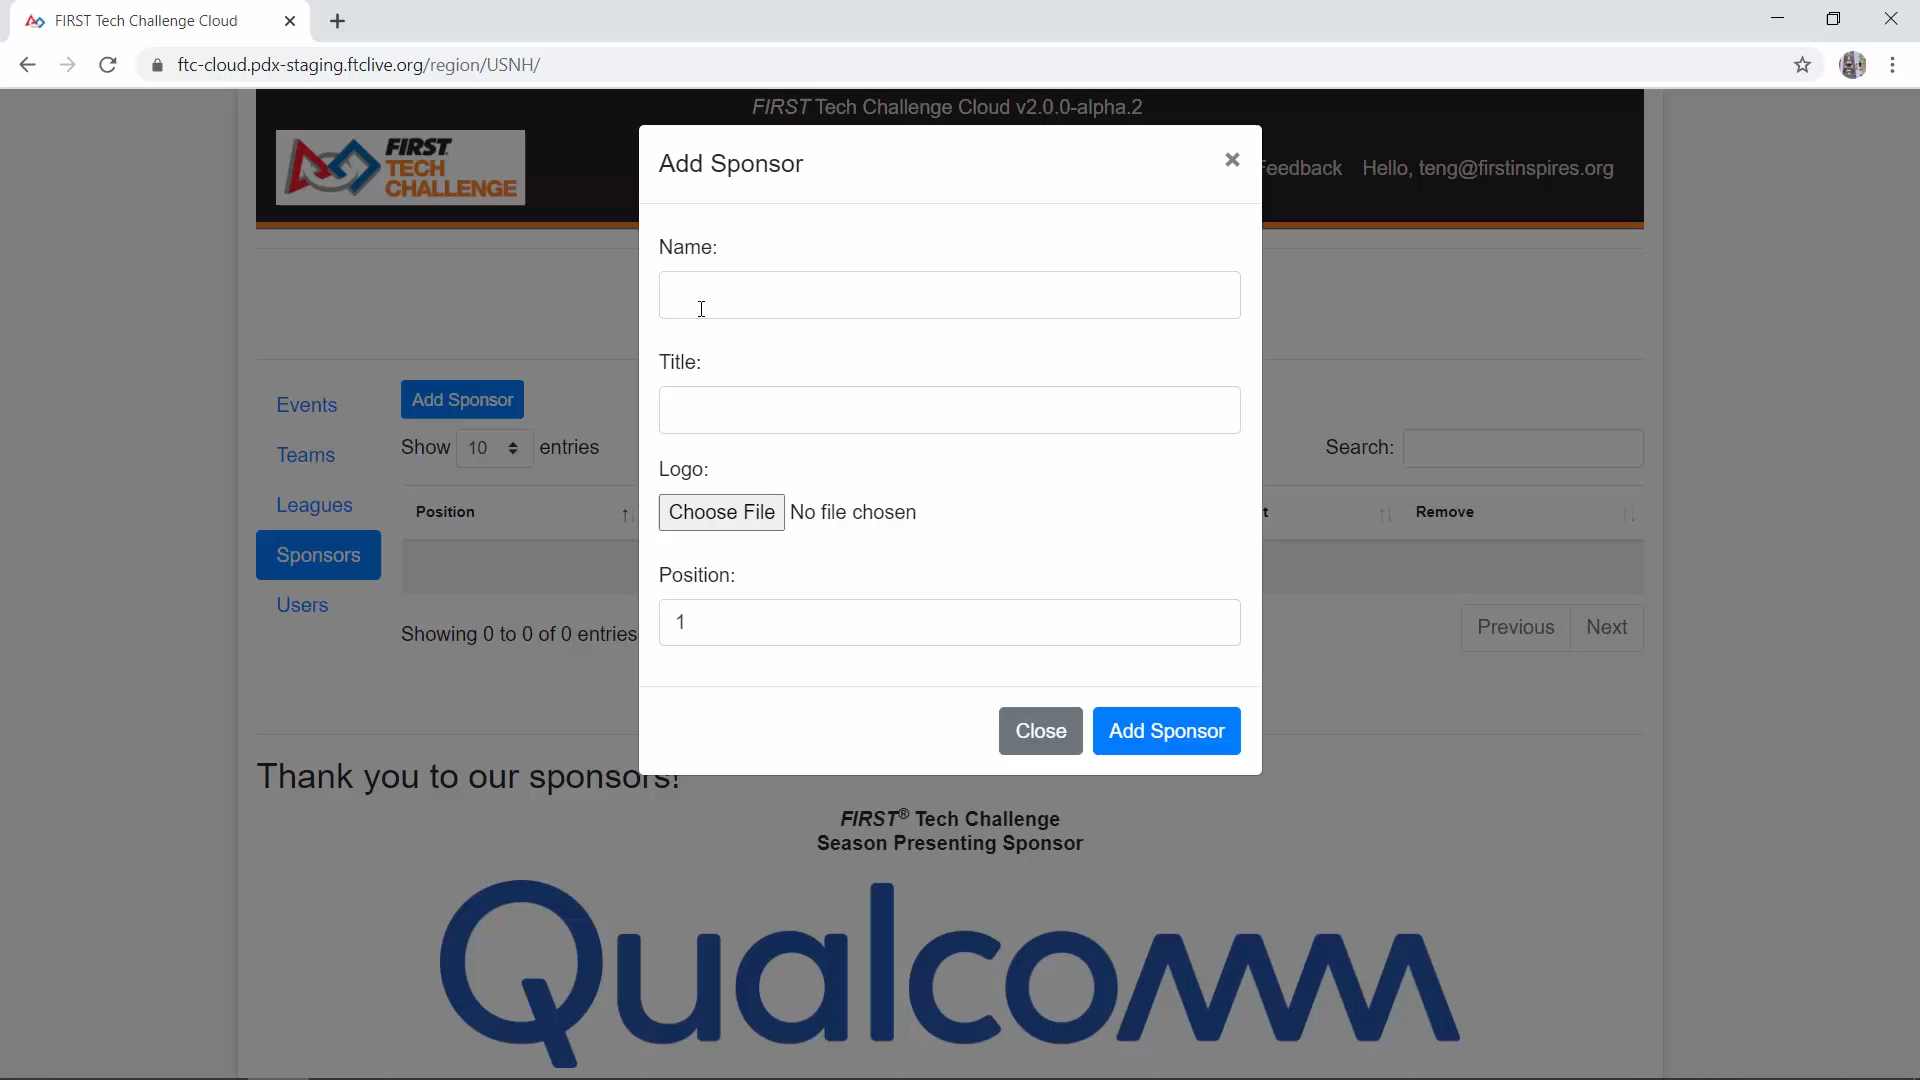 FIRST Tech Challenge Cloud
ftc-cloud.pdx-staging.ftclive.org/region/USNH/
FIRST Tech Challenge Cloud v2.0.0-alpha.2
FIRST
TECH
CHALLENGE
Feedback Hello, teng@firstinspires.org
Add Sponsor
Name:
Title:
Logo:
Choose File No file chosen
Position:
1
Close Add Sponsor
Events
Teams
Leagues
Sponsors
Users
Add Sponsor
Show 10 entries
Search:
Position
t
Remove
Showing 0 to 0 of 0 entries
Previous Next
Thank you to our sponsors!
FIRST® Tech Challenge
Season Presenting Sponsor
Qualcomm